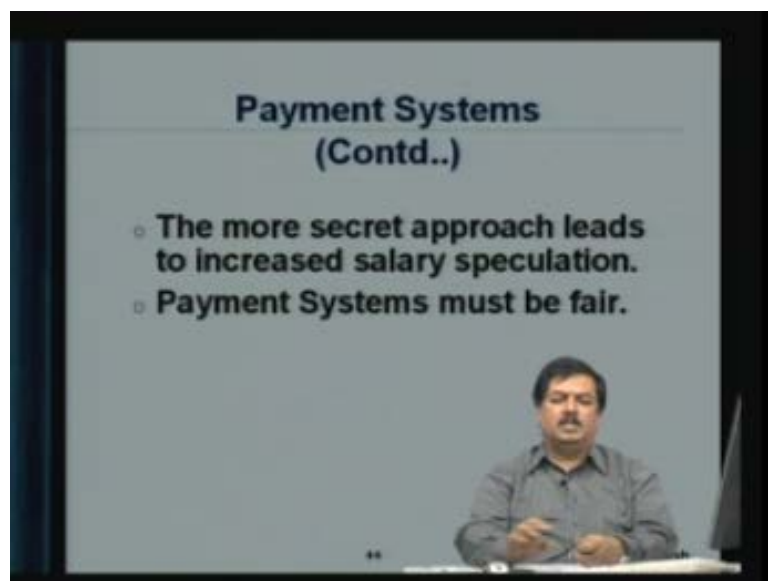 Payment Systems
(Contd..)
The more secret approach leads
to increased salary speculation.
Payment Systems must be fair.